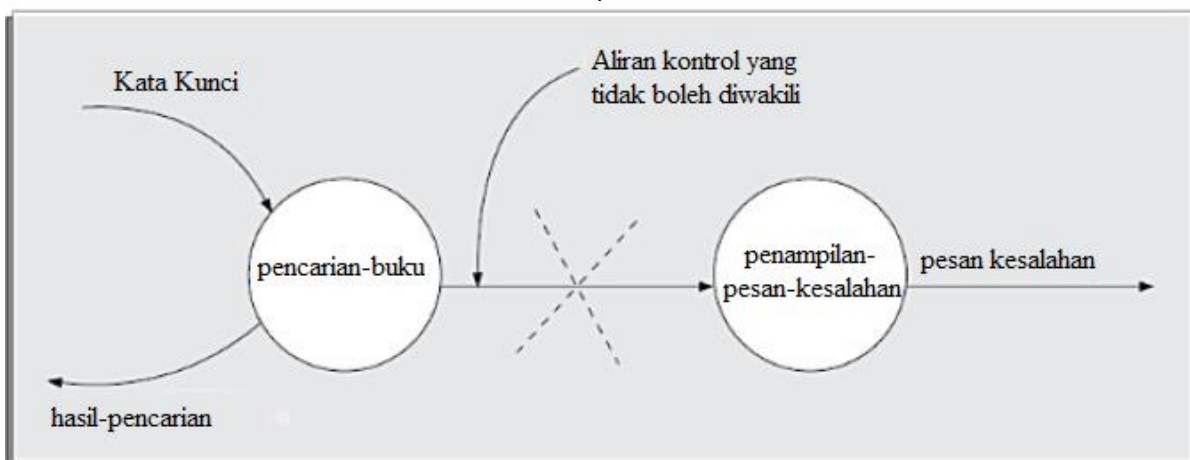 Kata Kunci
Aliran kontrol yang
tidak boleh diwakili
pencarian-buku
penampilan-
pesan-kesalahan
pesan kesalahan
hasil-pencarian